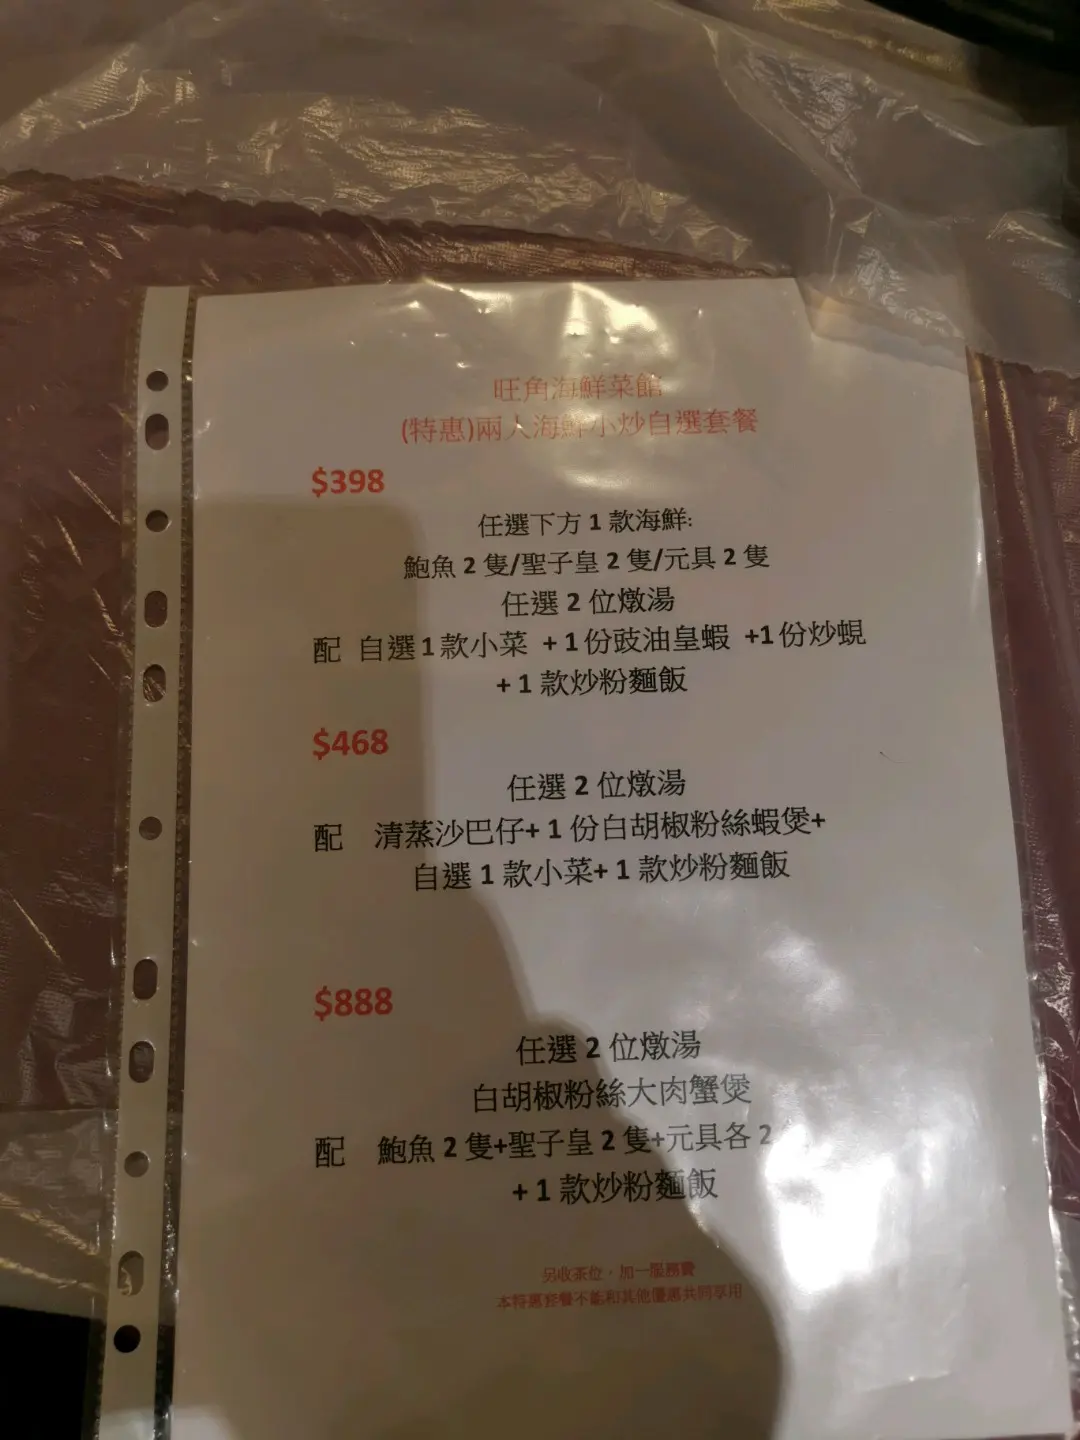 旺角海鮮菜館
(特惠)兩人海鮮小炒自選套餐
$398
任選下方 1 款海鮮:
鮑魚 2 隻/聖子皇 2 隻/元具 2 隻
任選 2 位燉湯
配 自選 1 款小菜 + 1 份豉油皇蝦 +1 份炒蜆
+ 1 款炒粉麵飯
$468
任選 2 位燉湯
配 清蒸沙巴仔+ 1 份白胡椒粉絲蝦煲+
自選 1 款小菜+ 1 款炒粉麵飯
$888
任選 2 位燉湯
白胡椒粉絲大肉蟹煲
配 鮑魚 2 隻+聖子皇 2 隻+元具各 2
+ 1 款炒粉麵飯
另收茶位，加一服務費
本特惠套餐不能和其他優惠共同享用